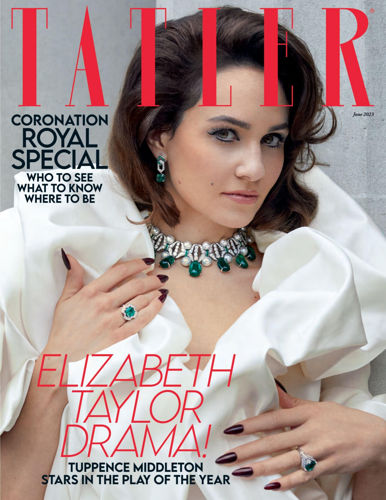 TATLER
June 2023
CORONATION
ROYAL
SPECIAL
WHO TO SEE
WHAT TO KNOW
WHERE TO BE
ELIZABETH
TAYLOR
DRAMA!
TUPPENCE MIDDLETON
STARS IN THE PLAY OF THE YEAR